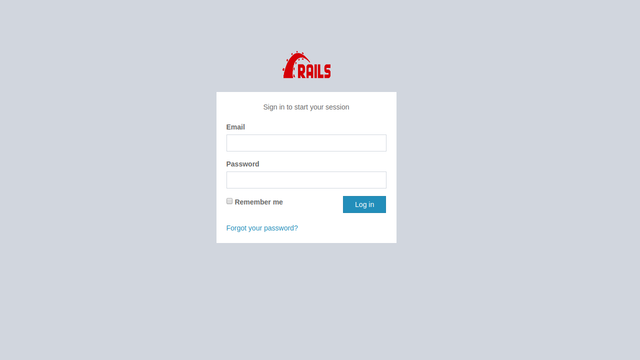 RAILS
Sign in to start your session
Email
Password
Remember me
Log in
Forgot your password?